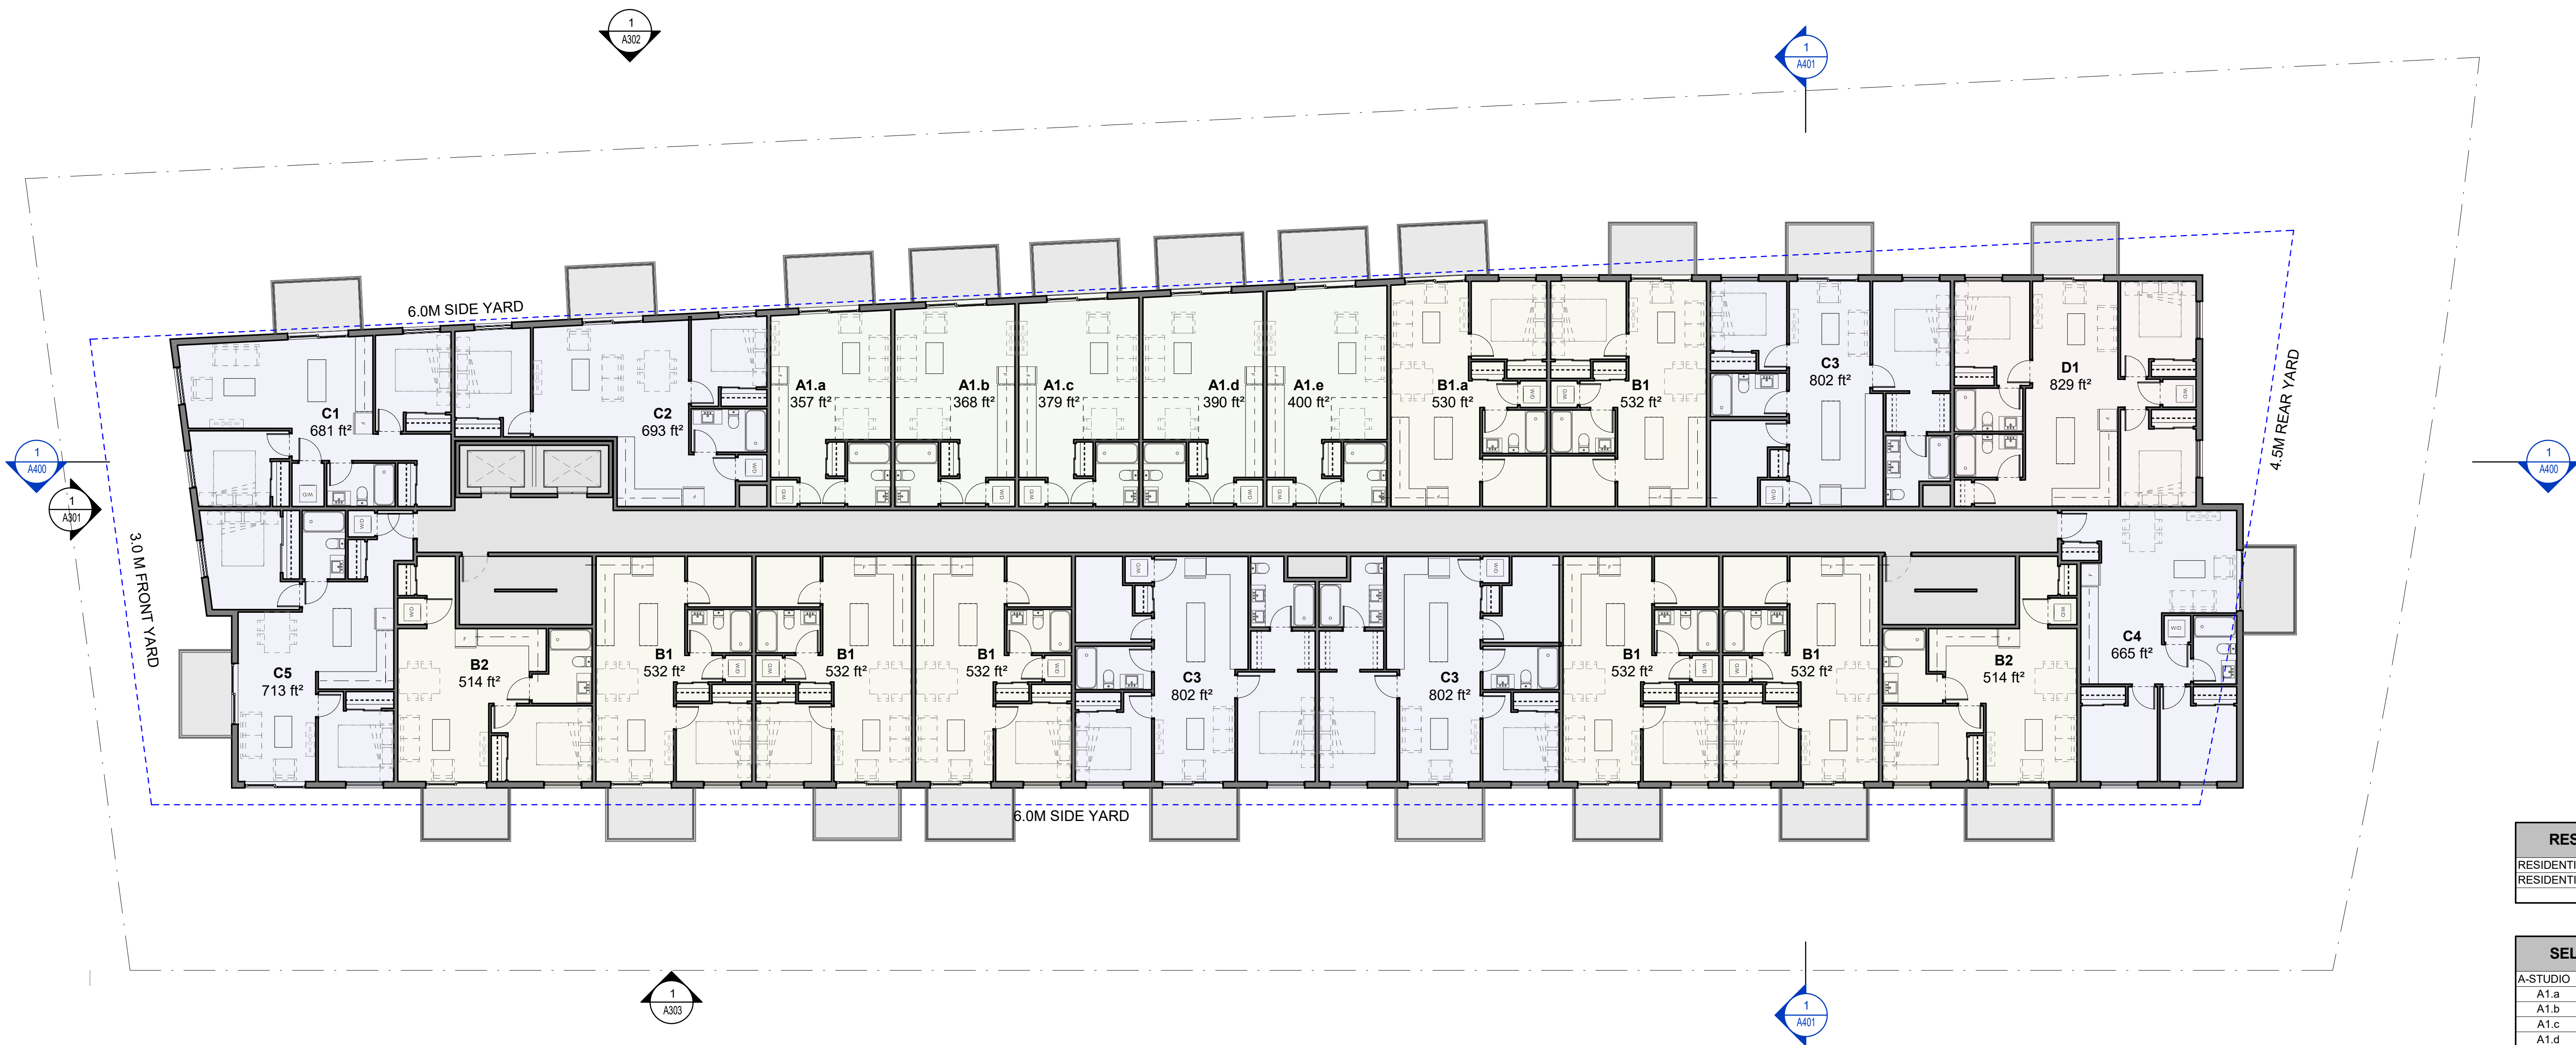 1
A302
1
A401
6.0M SIDE YARD
4.5M REAR YARD
3.0 M FRONT YARD
1
A400
1
A301
1
A400
C1
681 ft²
C2
693 ft²
A1.a
357 ft²
A1.b
368 ft²
A1.c
379 ft²
A1.d
390 ft²
A1.e
400 ft²
B1.a
530 ft²
B1
532 ft²
C3
802 ft²
D1
829 ft²
C5
713 ft²
B2
514 ft²
B1
532 ft²
B1
532 ft²
B1
532 ft²
C3
802 ft²
C3
802 ft²
B1
532 ft²
B1
532 ft²
B2
514 ft²
C4
665 ft²
6.0M SIDE YARD
1
A303
1
A401
RES
RESIDENTI
RESIDENTI
SEL
A-STUDIO
A1.a
A1.b
A1.c
A1.d